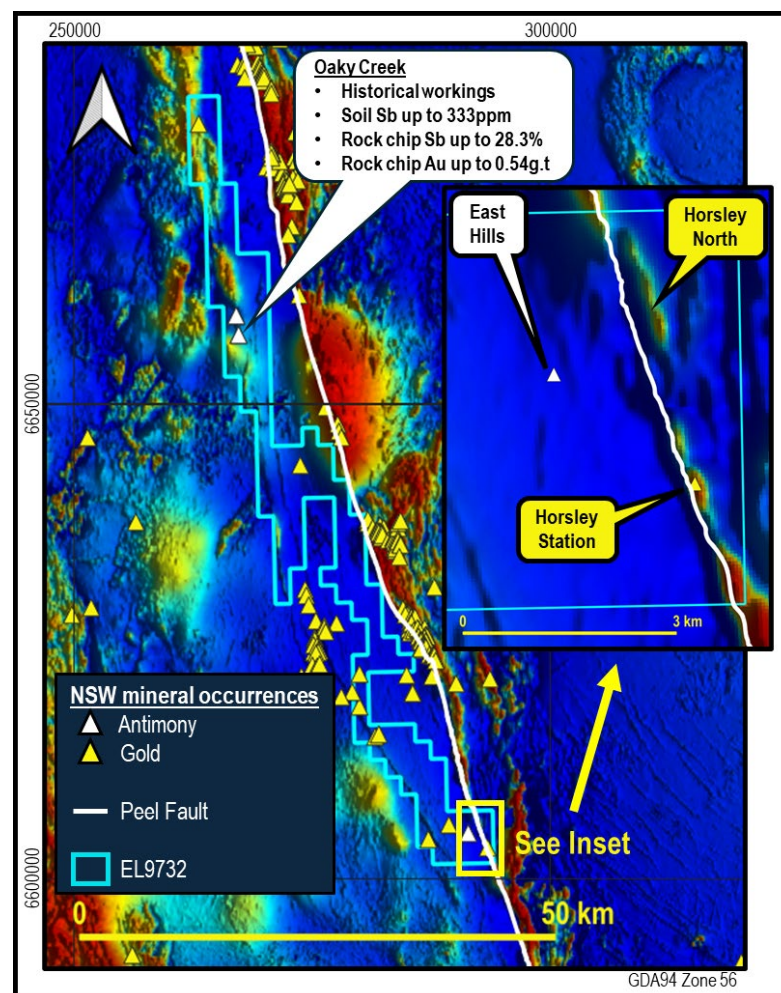 250000
300000
Oaky Creek
• Historical workings
• Soil Sb up to 333ppm
• Rock chip Sb up to 28.3%
• Rock chip Au up to 0.54g.t
East
Hills
Horsley
North
6650000
Horsley
Station
0
3 km
NSW mineral occurrences
Antimony
Gold
Peel Fault
EL9732
See Inset
6600000
0
50 km
GDA94 Zone 56